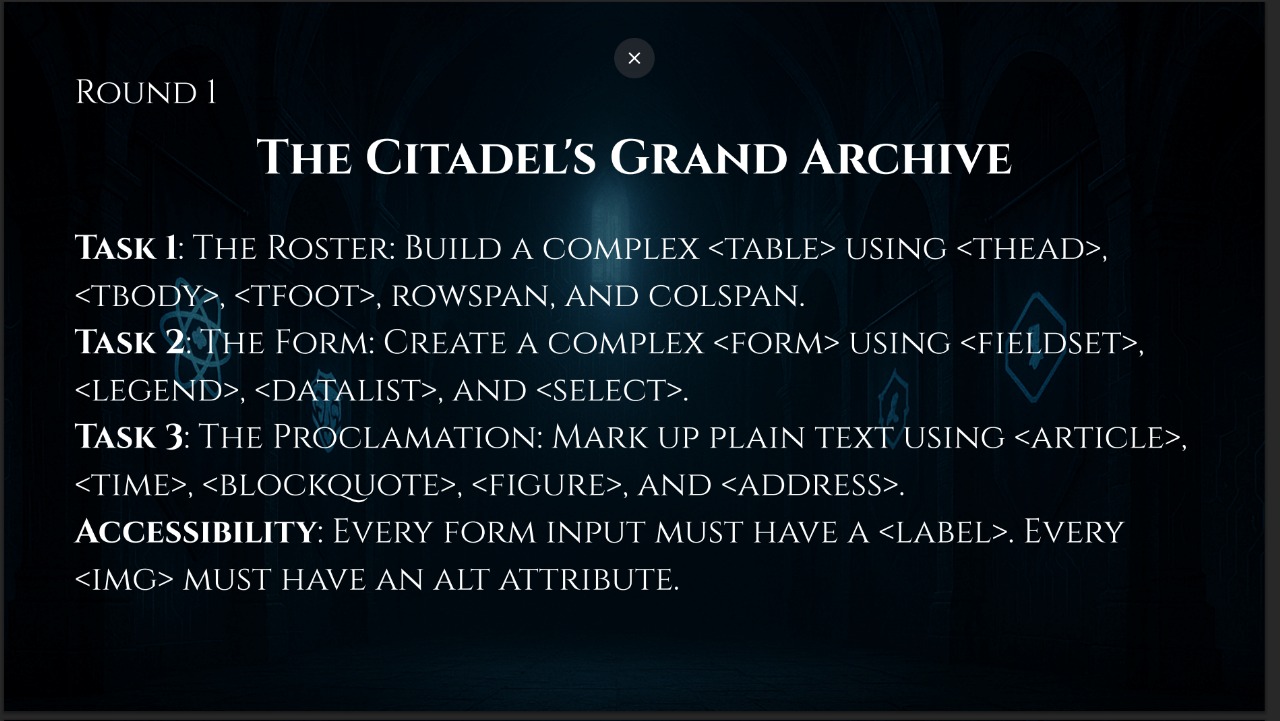 Round 1
The Citadel's Grand Archive
Task 1: The Roster: Build a complex <table> using <thead>,
<tbody>, <tfoot>, rowspan, and colspan.
Task 2: The Form: Create a complex <form> using <fieldset>,
<legend>, <datalist>, and <select>.
Task 3: The Proclamation: Mark up plain text using <article>,
<time>, <blockquote>, <figure>, and <address>.
Accessibility: Every form input must have a <label>. Every
<img> must have an alt attribute.